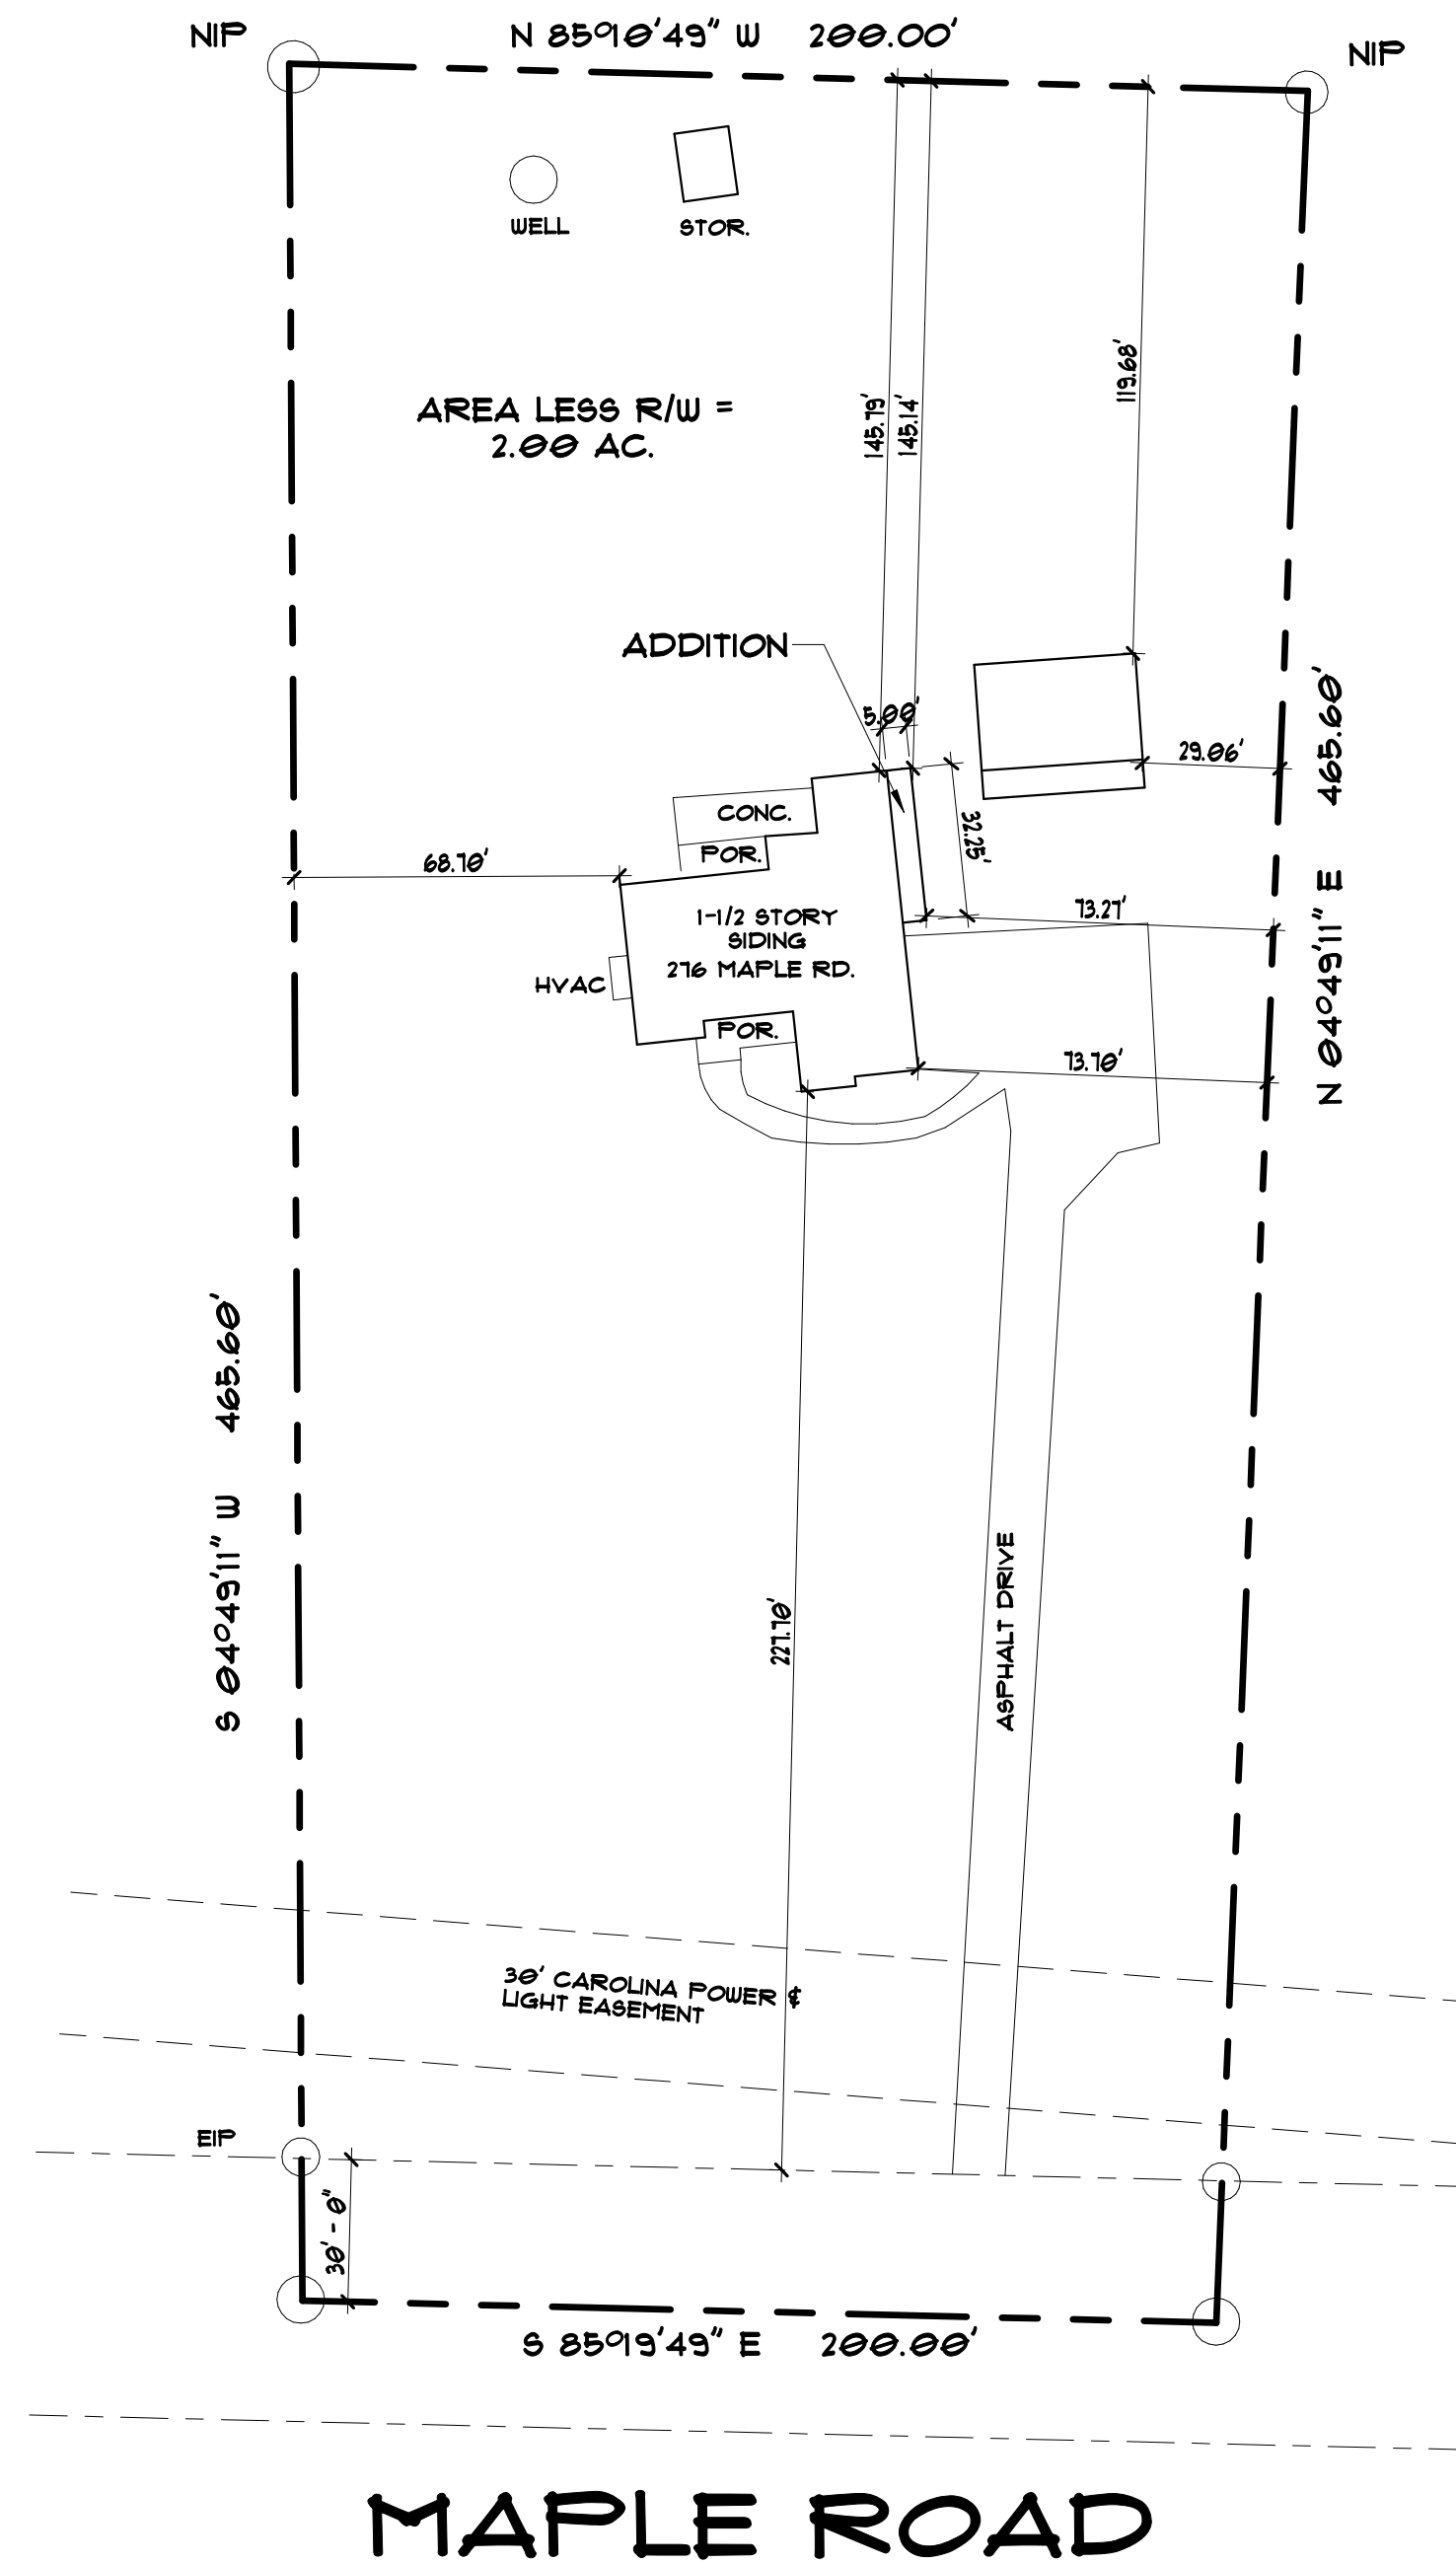 NIP
N 85°10'49" W 200.00'
NIP
WELL
STOR.
AREA LESS R/W =
2.00 AC.
145.79'
145.14'
119.68'
ADDITION
5.00'
29.06'
N 04°49'11" E 465.60'
CONC.
POR.
32.25'
68.70'
1-1/2 STORY
SIDING
276 MAPLE RD.
73.27'
HVAC
POR.
73.70'
S 04°49'11" W 465.60'
227.70'
ASPHALT DRIVE
30' CAROLINA POWER &
LIGHT EASEMENT
EIP
30' - 0"
S 85°19'49" E 200.00'
MAPLE ROAD